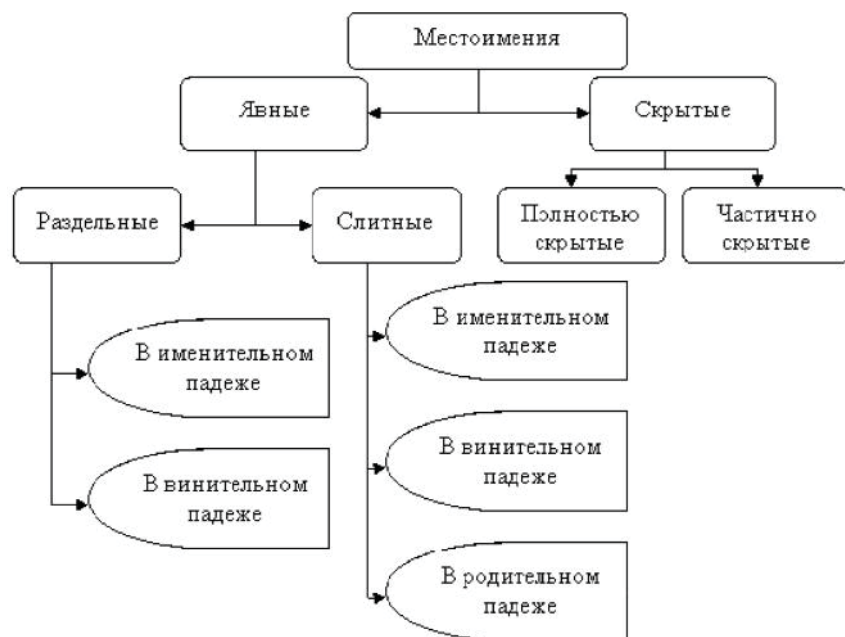 Местоимения
Явные
Скрытые
Раздельные
Слитные
Полностью
скрытые
Частично
скрытые
В именительном
падеже
В винительном
падеже
В именительном
падеже
В винительном
падеже
В родительном
падеже